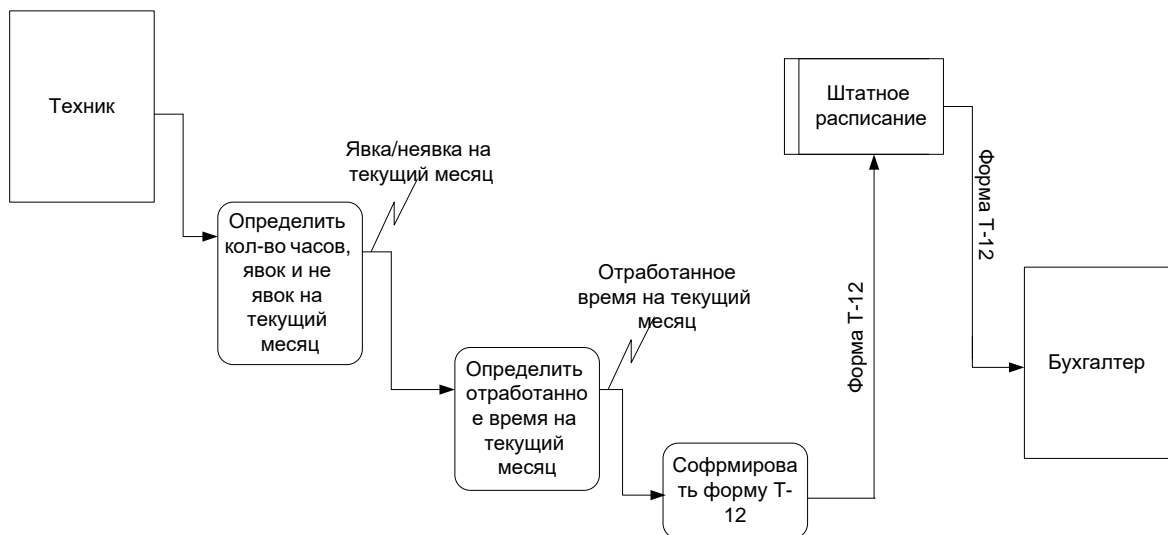 Техник
Явка/неявка на
текущий месяц
Определить
кол-во часов,
явок и не
явок на
текущий
месяц
Отработанное
время на текущий
месяц
Определить
отработанно
е время на
текущий
месяц
Софрмирова
ть форму Т-
12
Форма Т-12
Штатное
расписание
Форма Т-12
Бухгалтер